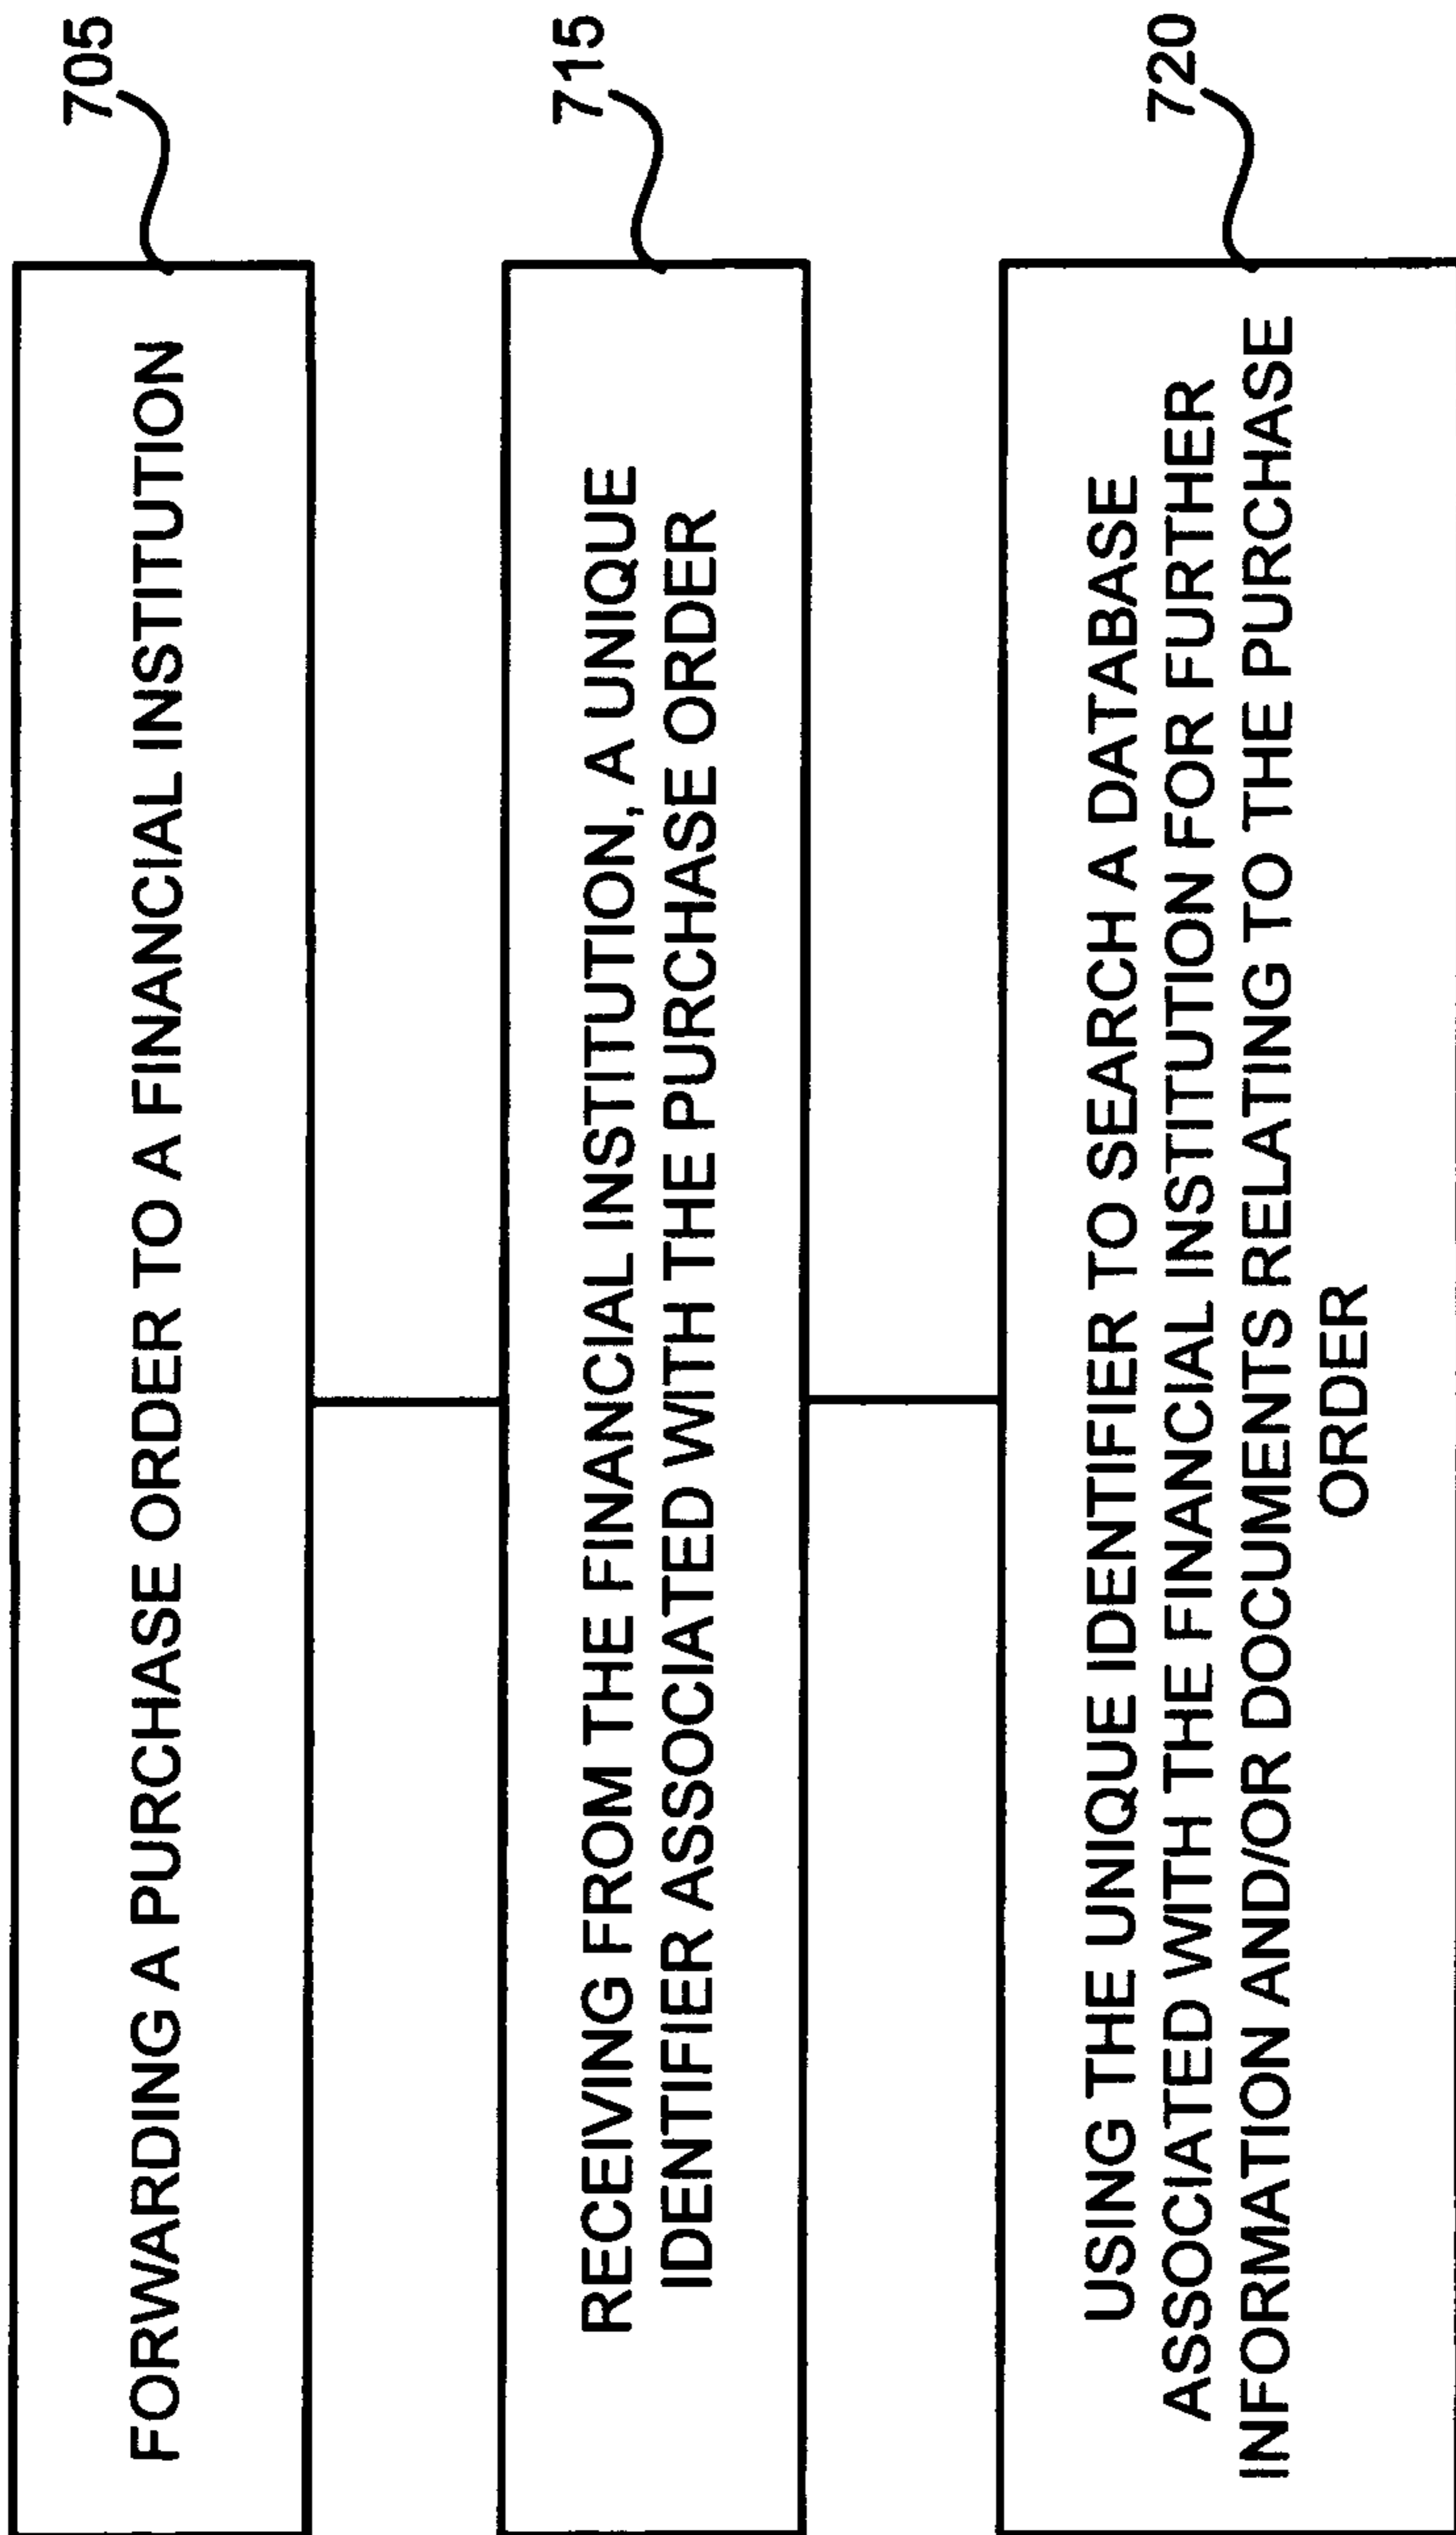 FORWARDING A PURCHASE ORDER TO A FINANCIAL INSTITUTION
705
RECEIVING FROM THE FINANCIAL INSTITUTION, A UNIQUE
IDENTIFIER ASSOCIATED WITH THE PURCHASE ORDER
715
USING THE UNIQUE IDENTIFIER TO SEARCH A DATABASE
ASSOCIATED WITH THE FINANCIAL INSTITUTION FOR FURTHER
INFORMATION AND/OR DOCUMENTS RELATING TO THE PURCHASE
ORDER
720